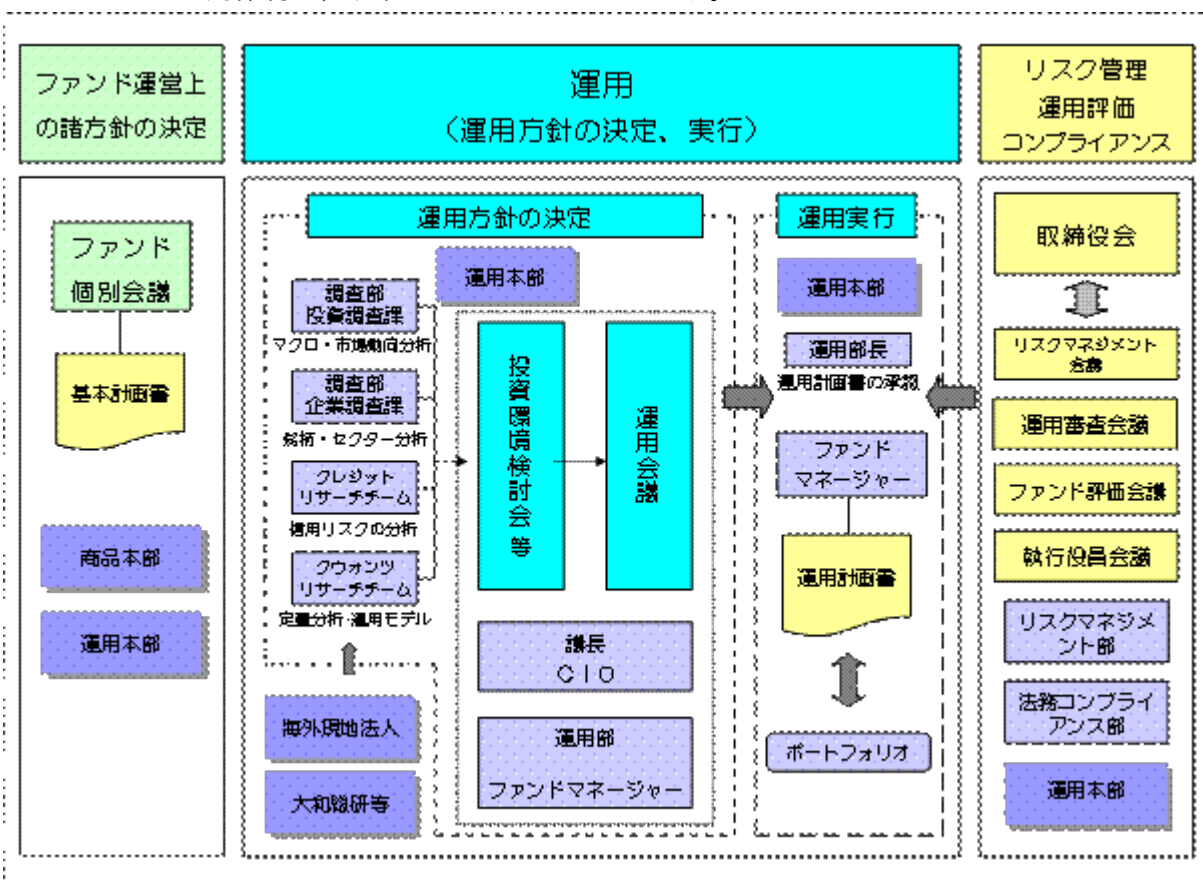 ファンド運営上
の諸方針の決定
運用
(運用方針の決定、実行)
リスク管理
運用評価
コンプライアンス
ファンド
個別会議
基本計画書
商品本部
運用本部
運用方針の決定
運用本部
調査部
投資調査課
マクロ・市場動向分析
調査部
企業調査課
銘柄・セクター分析
クレジット
リサーチチーム
信用リスクの分析
クウォンツ
リサーチチーム
定量分析・運用モデル
海外現地法人
大和総研等
投資環境検討会等
運用会議
議長
CIO
運用部
ファンドマネージャー
運用実行
運用本部
運用部長
運用計画書の承認
ファンド
マネージャー
運用計画書
ポートフォリオ
取締役会
リスクマネジメント
会議
運用審査会議
ファンド評価会議
執行役員会議
リスクマネジメ
ント部
法務コンプライ
アンス部
運用本部